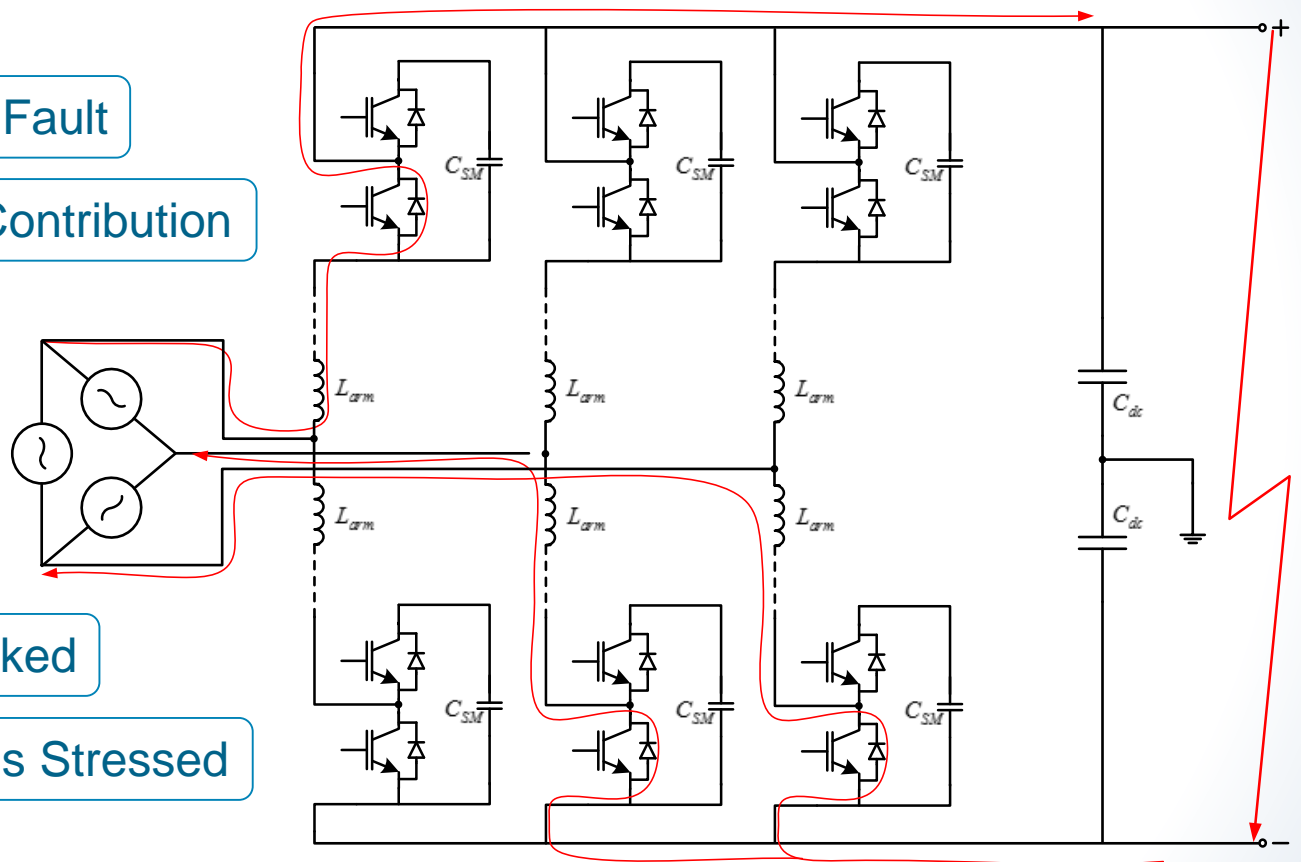 Fault
Contribution
ked
s Stressed
+
C_SM
C_SM
C_SM
L_arm
L_arm
L_arm
C_dc
L_arm
L_arm
L_arm
C_dc
C_SM
C_SM
C_SM
−